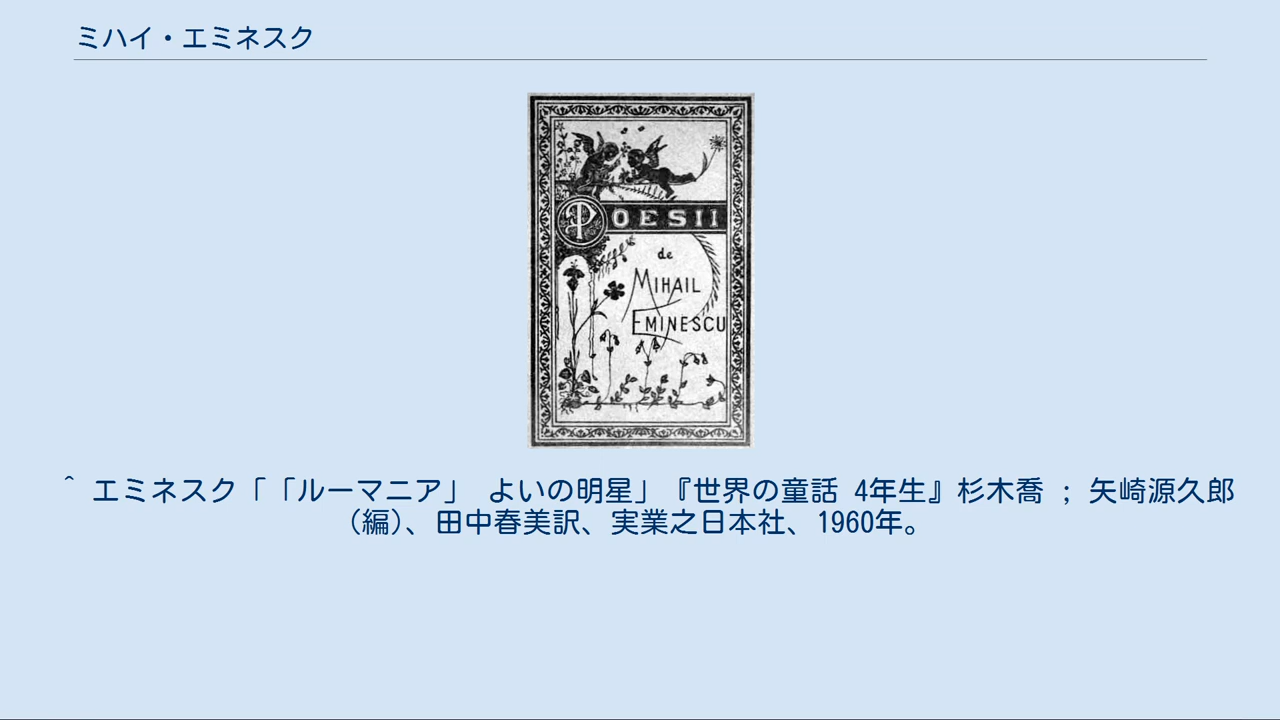 ミハイ・エミネスク
POESII
de
MIHAIL
EMINESCU
^ エミネスク「「ルーマニア」 よいの明星」『世界の童話 4年生』杉木喬 ; 矢崎源久郎
(編)、田中春美訳、実業之日本社、1960年。